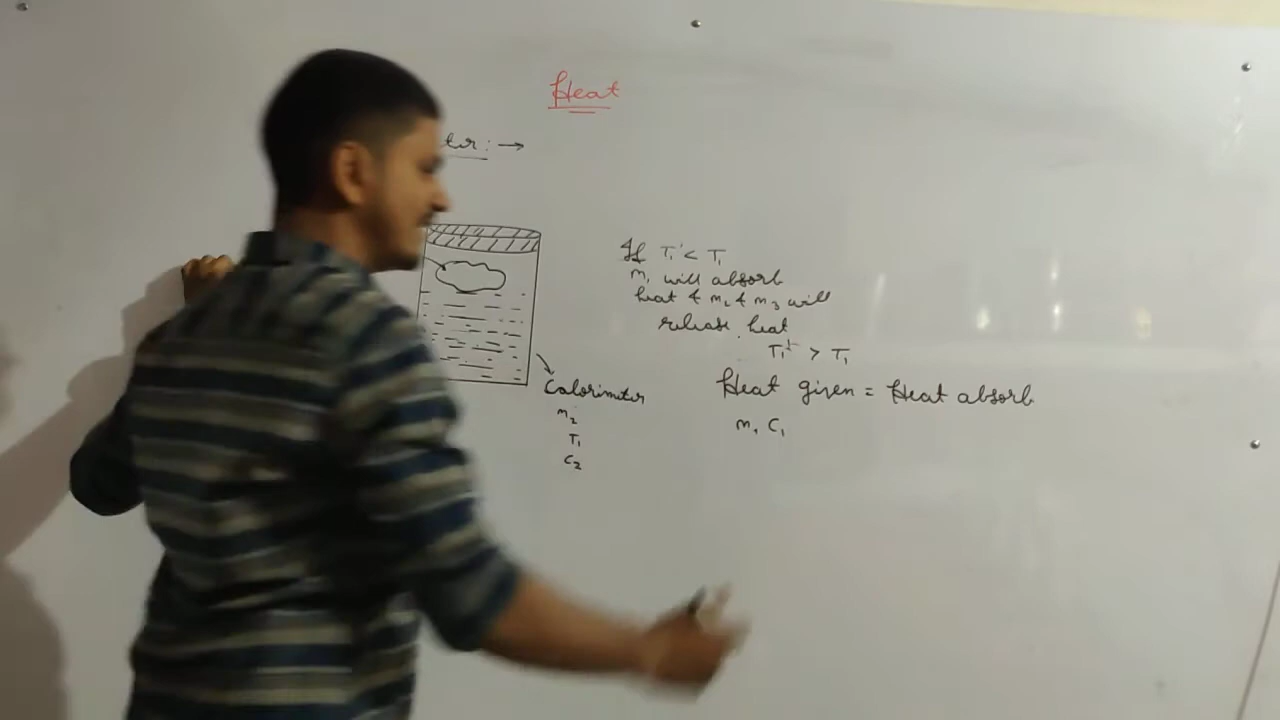 Heat
ter : →
If T₁' < T₁
m₁ will absorb
heat & m₂ & m₃ will
release heat
T₁' > T₁
Heat given = Heat absorb
m₁ C₁
Calorimeter
m₂
T₁
C₂